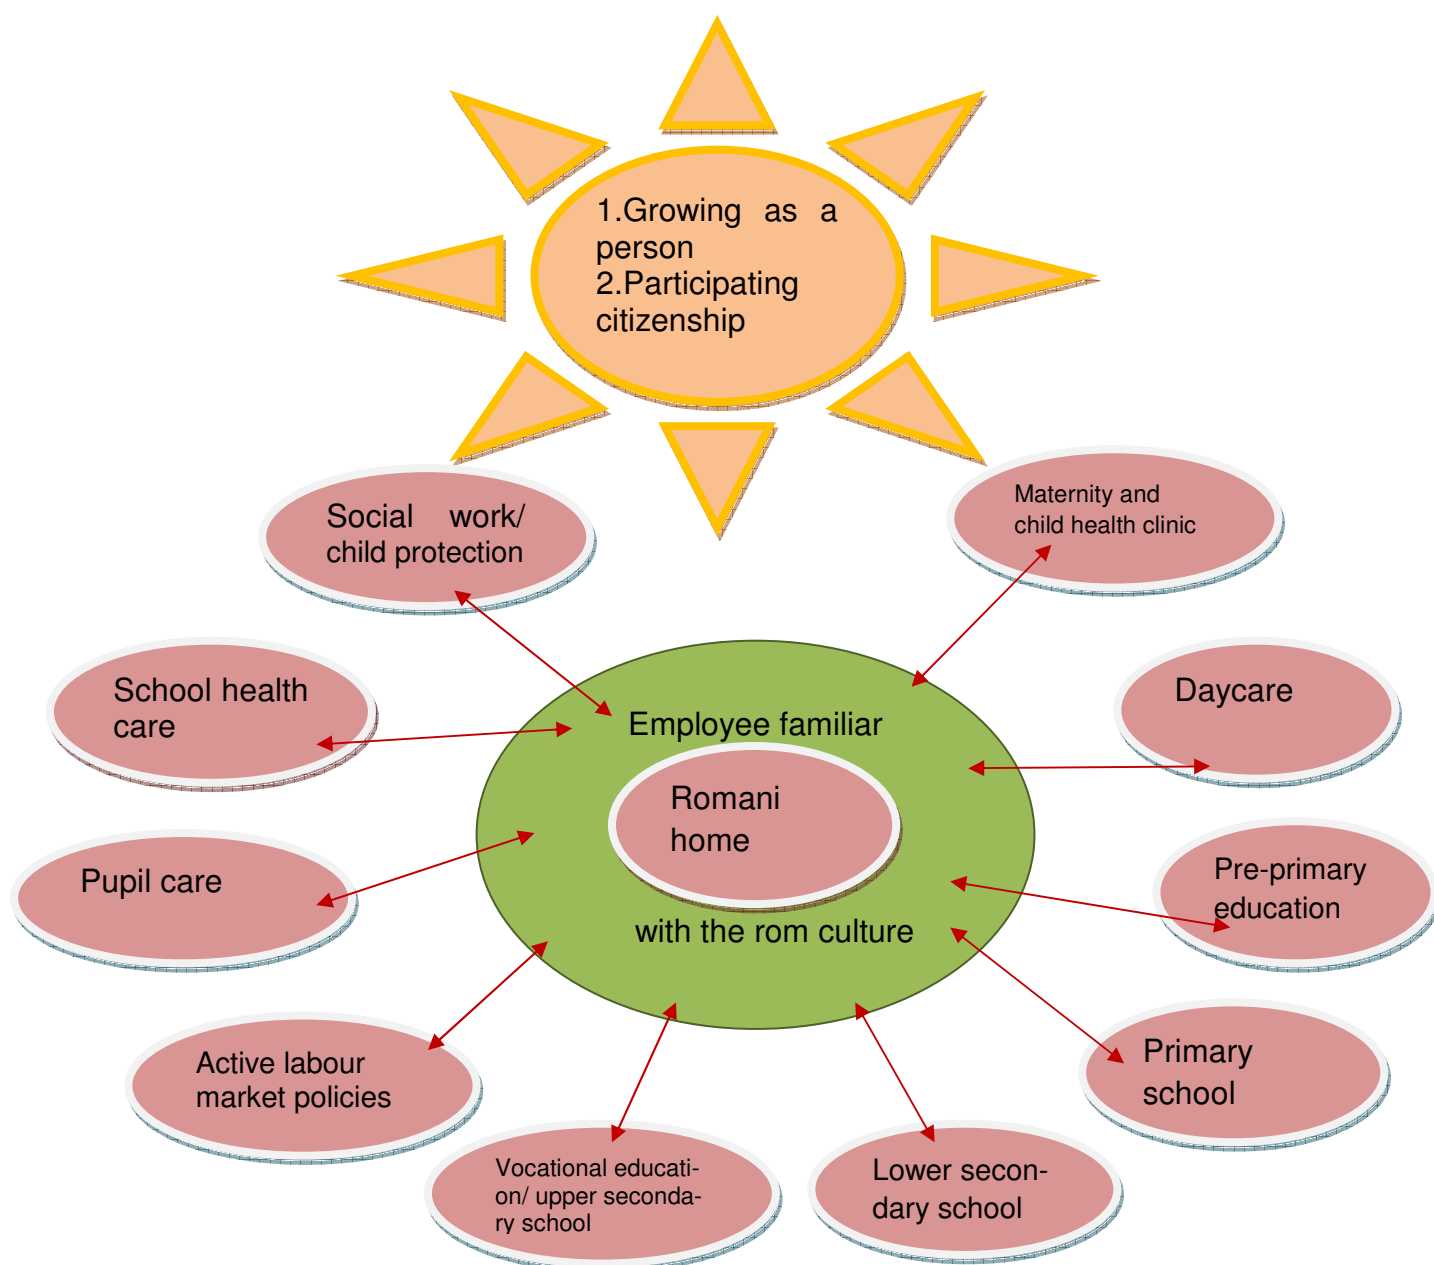 1.Growing as a
person
2.Participating
citizenship
Social work/
child protection
Maternity and
child health clinic
School health
care
Daycare
Employee familiar
Romani
home
with the rom culture
Pupil care
Pre-primary
education
Active labour
market policies
Primary
school
Vocational educati-
on/ upper seconda-
ry school
Lower secon-
dary school